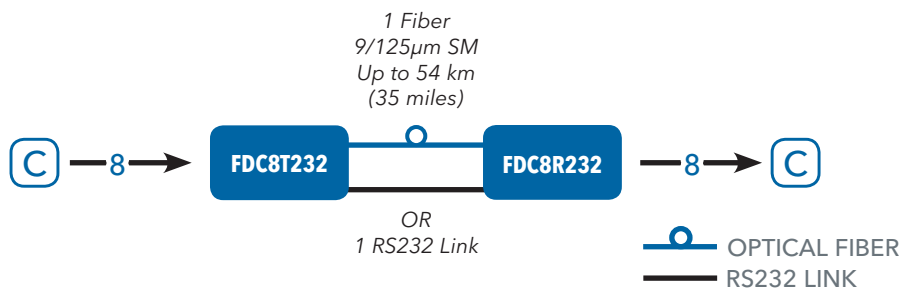 1 Fiber
9/125µm SM
Up to 54 km
(35 miles)
C 8 FDC8T232 FDC8R232 8 C
OR
1 RS232 Link
OPTICAL FIBER
RS232 LINK